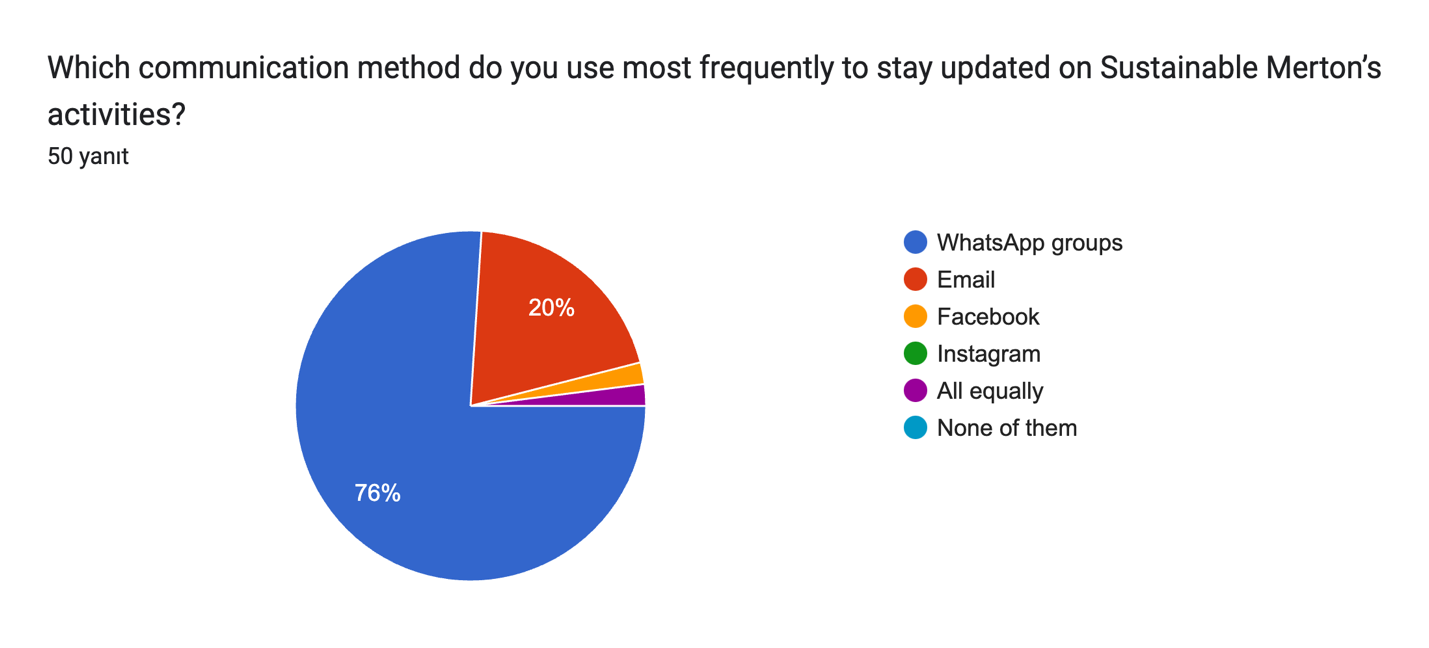 Which communication method do you use most frequently to stay updated on Sustainable Merton’s
activities?
50 yanıt
WhatsApp groups
Email
Facebook
Instagram
All equally
None of them
20%
76%